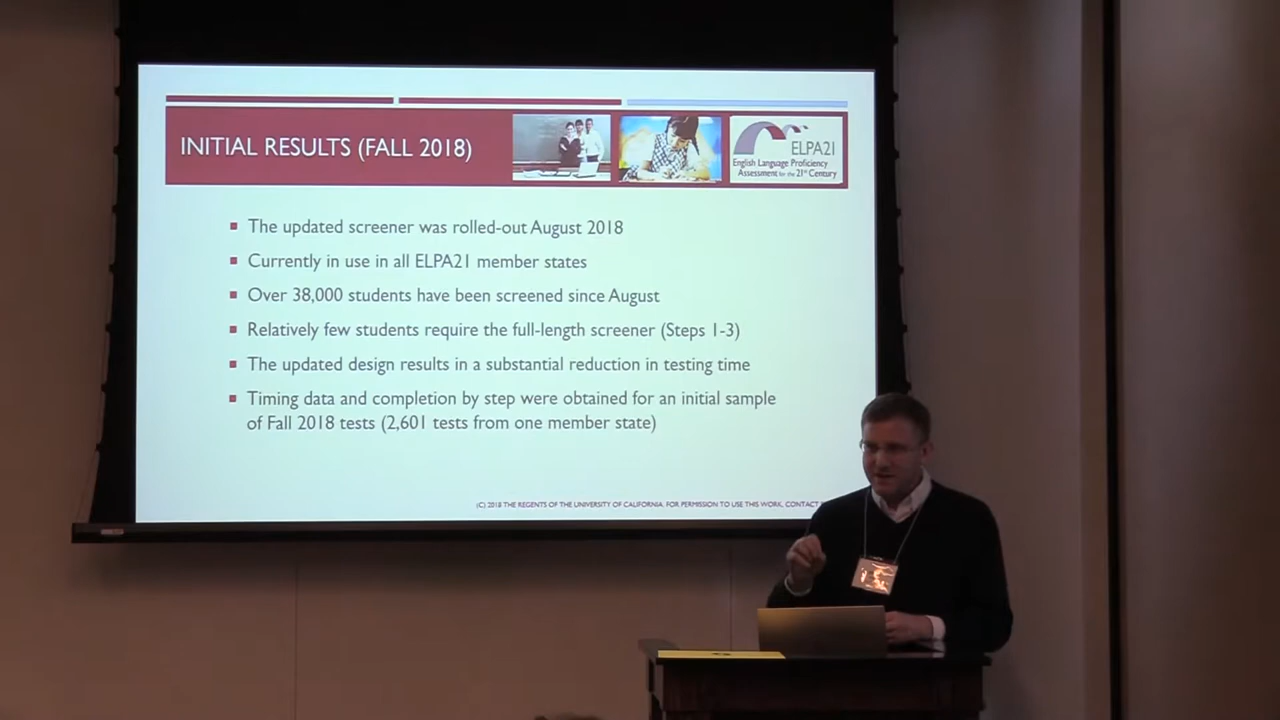 INITIAL RESULTS (FALL 2018)
ELPA21
English Language Proficiency
Assessment for the 21st Century
The updated screener was rolled-out August 2018
Currently in use in all ELPA21 member states
Over 38,000 students have been screened since August
Relatively few students require the full-length screener (Steps 1-3)
The updated design results in a substantial reduction in testing time
Timing data and completion by step were obtained for an initial sample
of Fall 2018 tests (2,601 tests from one member state)
(C) 2018 THE REGENTS OF THE UNIVERSITY OF CALIFORNIA. FOR PERMISSION TO USE THIS WORK, CONTACT